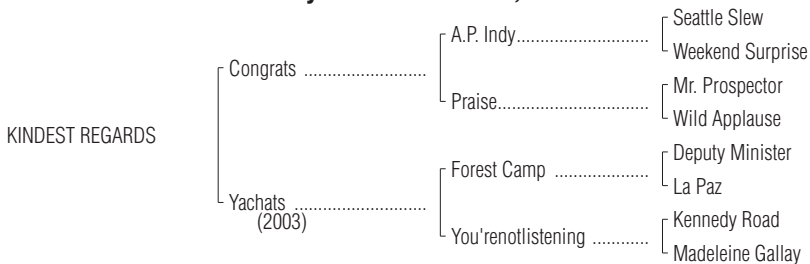 Seattle Slew
A.P. Indy............................
Weekend Surprise
Congrats ..........................
Mr. Prospector
Praise................................
Wild Applause
KINDEST REGARDS
Deputy Minister
Forest Camp ....................
La Paz
Yachats ............................
(2003)
Kennedy Road
You'renotlistening ............
Madeleine Gallay